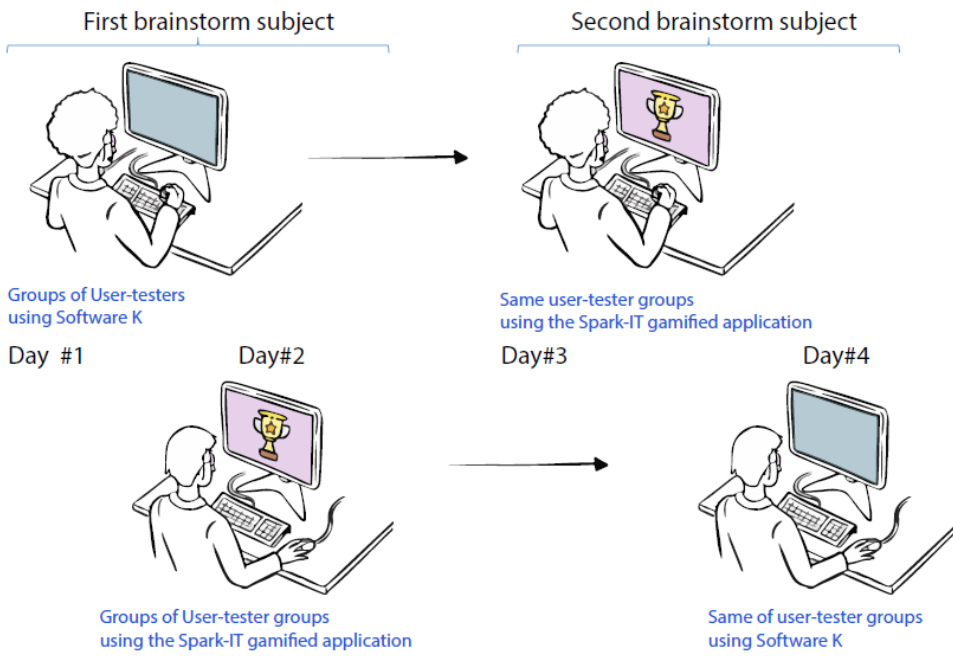 First brainstorm subject
Second brainstorm subject
Groups of User-testers
using Software K
Same user-tester groups
using the Spark-IT gamified application
Day #1
Day#2
Day#3
Day#4
Groups of User-tester groups
using the Spark-IT gamified application
Same of user-tester groups
using Software K